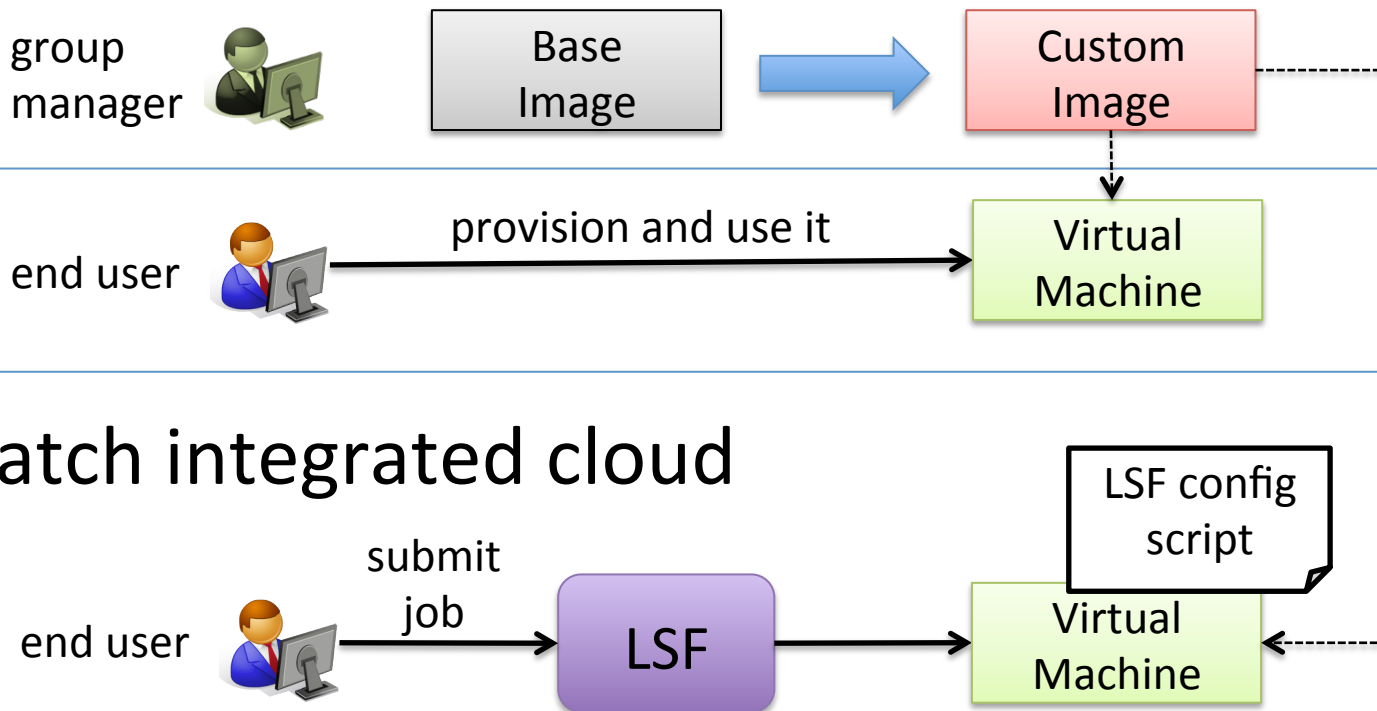 group
manager
Base
Image
Custom
Image
end user
provision and use it
Virtual
Machine
atch integrated cloud
LSF config
script
end user
submit
job
LSF
Virtual
Machine